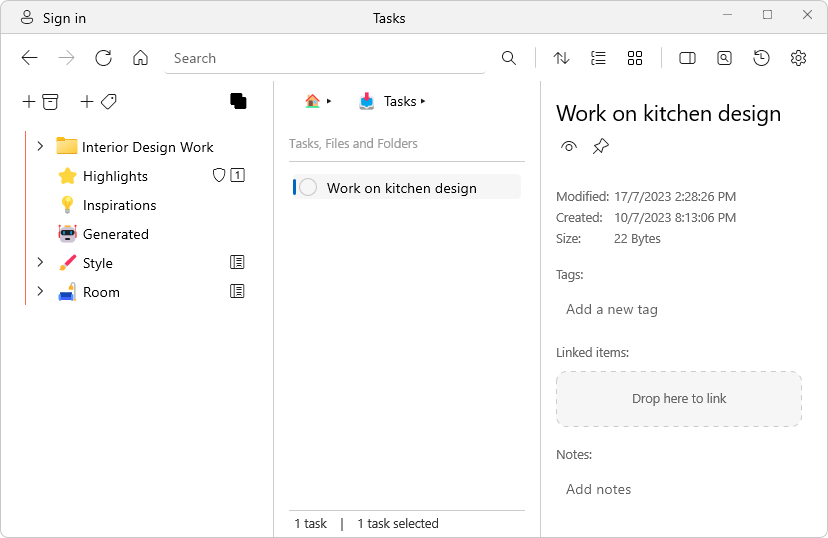 Sign in
Tasks
Search
Interior Design Work
Highlights
1
Inspirations
Generated
Style
Room
Tasks
Tasks, Files and Folders
Work on kitchen design
1 task | 1 task selected
Work on kitchen design
Modified: 17/7/2023 2:28:26 PM
Created: 10/7/2023 8:13:06 PM
Size: 22 Bytes
Tags:
Add a new tag
Linked items:
Drop here to link
Notes:
Add notes